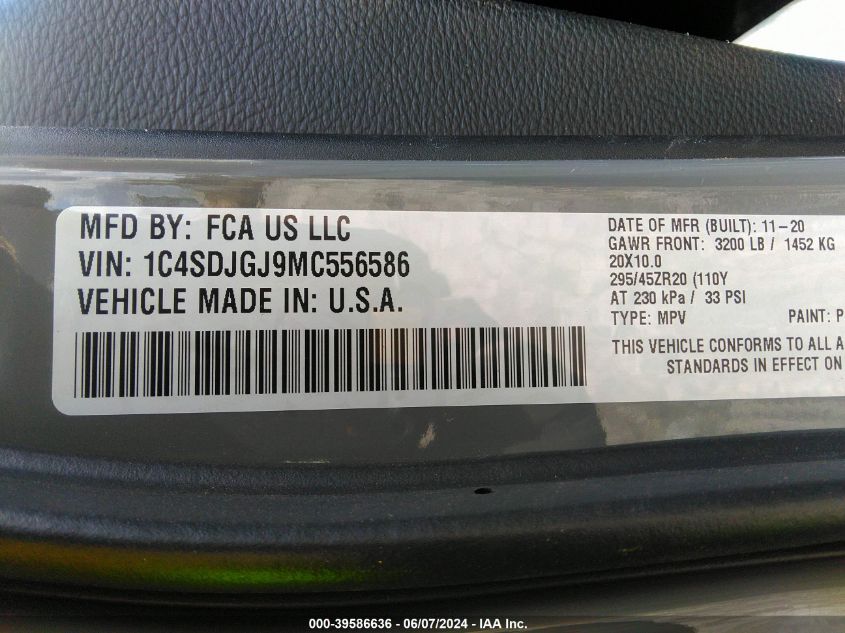 MFD BY: FCA US LLC
VIN: 1C4SDJGJ9MC556586
VEHICLE MADE IN: U.S.A.
DATE OF MFR (BUILT): 11-20
GAWR FRONT: 3200 LB / 1452 KG
20X10.0
295/45ZR20 (110Y
AT 230 kPa / 33 PSI
TYPE: MPV PAINT: P
THIS VEHICLE CONFORMS TO ALL A
STANDARDS IN EFFECT ON
000-39586636 - 06/07/2024 - IAA Inc.